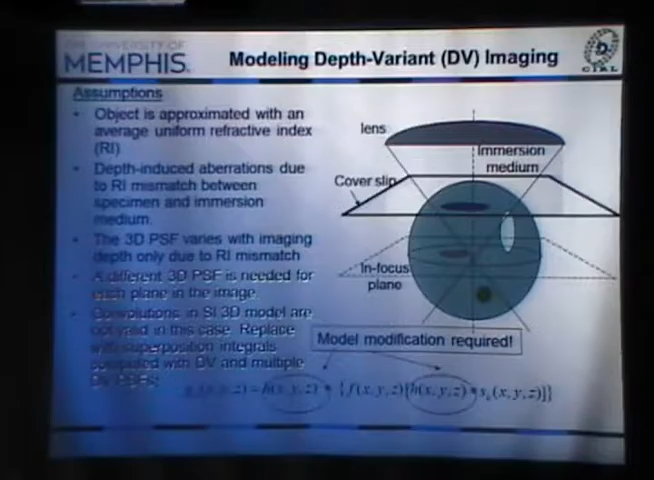 THE UNIVERSITY OF
MEMPHIS.
Modeling Depth-Variant (DV) Imaging
CIRL
Assumptions
• Object is approximated with an
average uniform refractive index
(RI)
• Depth-induced aberrations due
to RI mismatch between
specimen and immersion
medium.
• The 3D PSF varies with imaging
depth only due to RI mismatch
• A different 3D PSF is needed for
each plane in the image.
• Convolutions in SI 3D model are
not valid in this case. Replace
with superposition integrals
computed with DV and multiple
lens
Immersion
medium
Cover slip
In-focus
plane
Model modification required!
(x, y, z) = h(x, y, z) * {f(x, y, z)[h(x, y, z) * s (x, y, z)]}